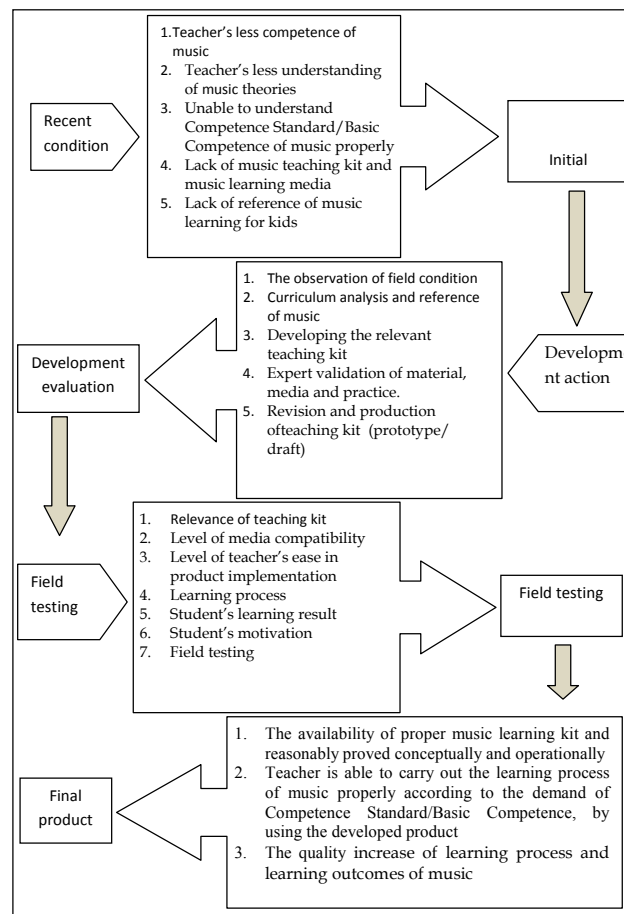 Recent
condition
1.Teacher's less competence of
music
2. Teacher's less understanding
of music theories
3. Unable to understand
Competence Standard/Basic
Competence of music properly
4. Lack of music teaching kit and
music learning media
5. Lack of reference of music
learning for kids
Initial
Developm
nt action
1. The observation of field condition
2. Curriculum analysis and reference
of music
3. Developing the relevant
teaching kit
4. Expert validation of material,
media and practice.
5. Revision and production
ofteaching kit (prototype/
draft)
Development
evaluation
Field
testing
1. Relevance of teaching kit
2. Level of media compatibility
3. Level of teacher's ease in
product implementation
4. Learning process
5. Student's learning result
6. Student's motivation
7. Field testing
Field testing
1. The availability of proper music learning kit and
reasonably proved conceptually and operationally
2. Teacher is able to carry out the learning process
of music properly according to the demand of
Competence Standard/Basic Competence, by
using the developed product
3. The quality increase of learning process and
learning outcomes of music
Final
product